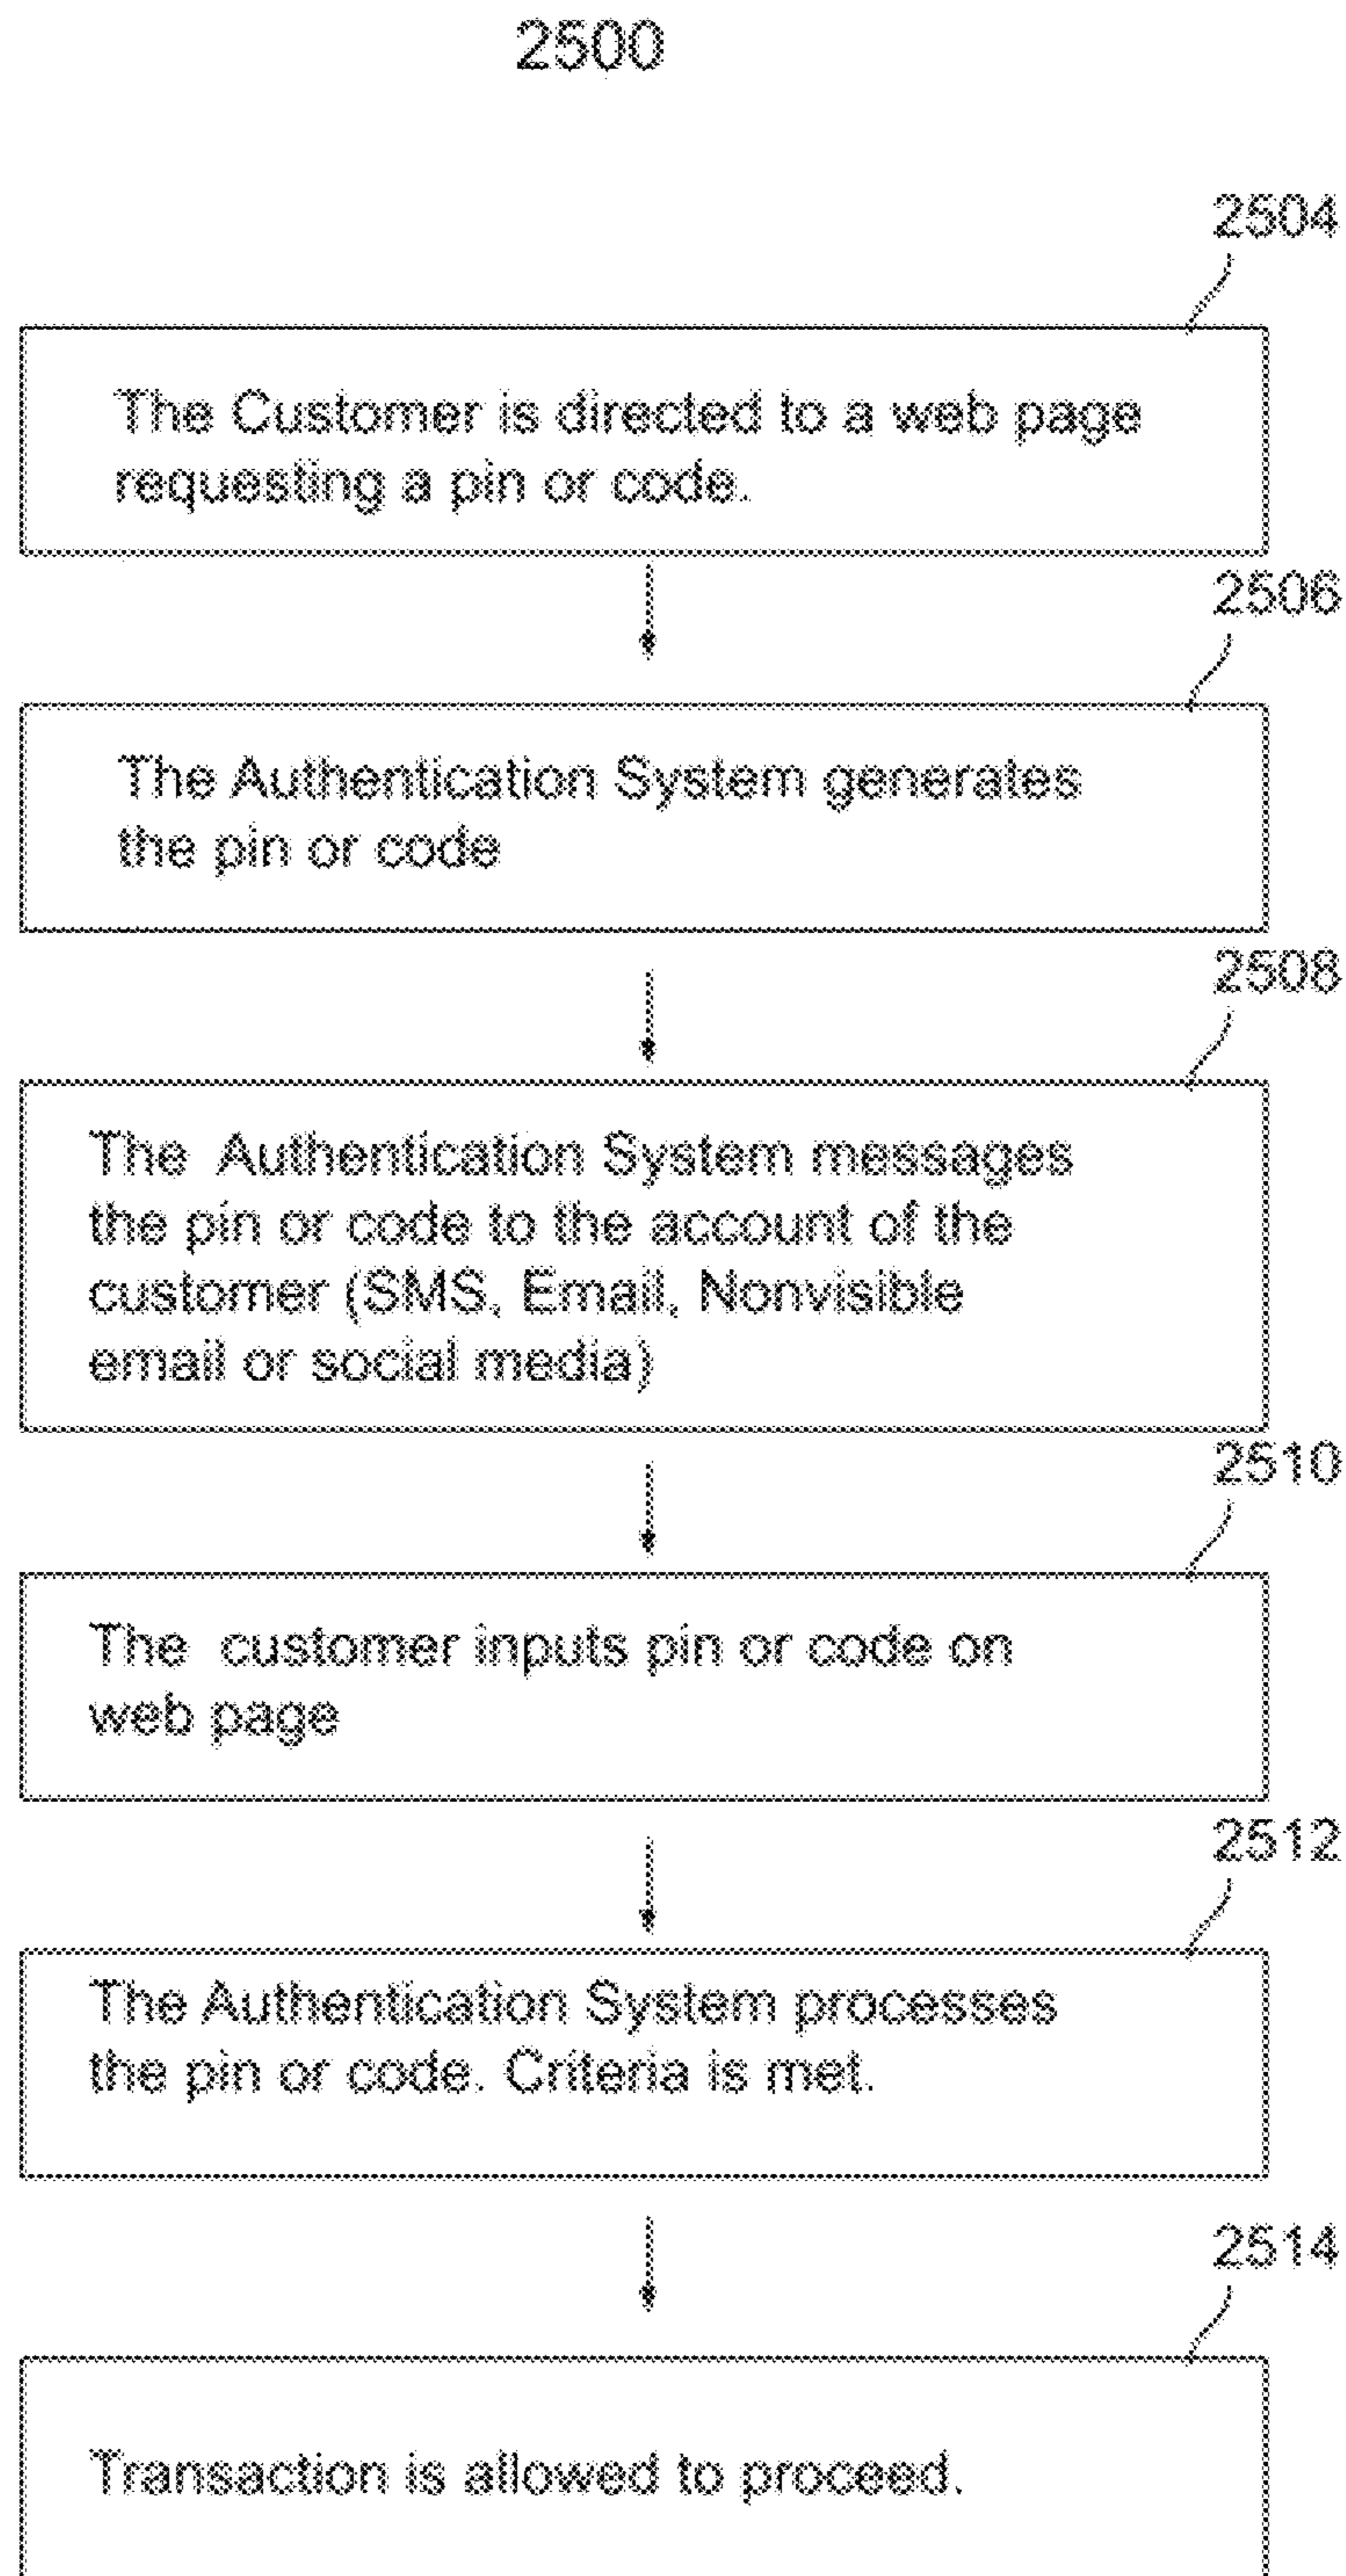 2500
2504
The Customer is directed to a web page
requesting a pin or code.
2506
The Authentication System generates
the pin or code
2508
The Authentication System messages
the pin or code to the account of the
customer (SMS, Email, Nonvisible
email or social media)
2510
The customer inputs pin or code on
web page
2512
The Authentication System processes
the pin or code. Criteria is met.
2514
Transaction is allowed to proceed.